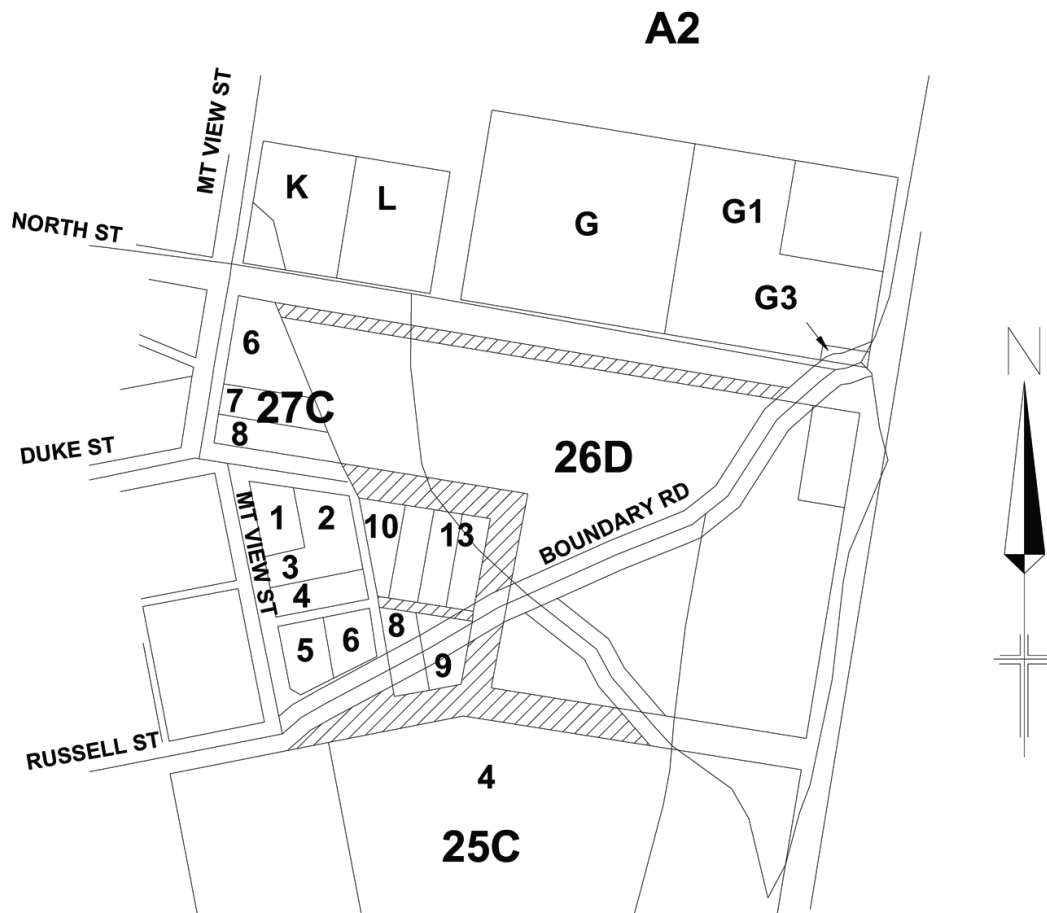 A2
MT VIEW ST
K
L
G
G1
NORTH ST
G3
N
6
7
27C
8
26D
DUKE ST
BOUNDARY RD
MT VIEW ST
1
2
10
13
3
4
8
5
6
9
RUSSELL ST
4
25C